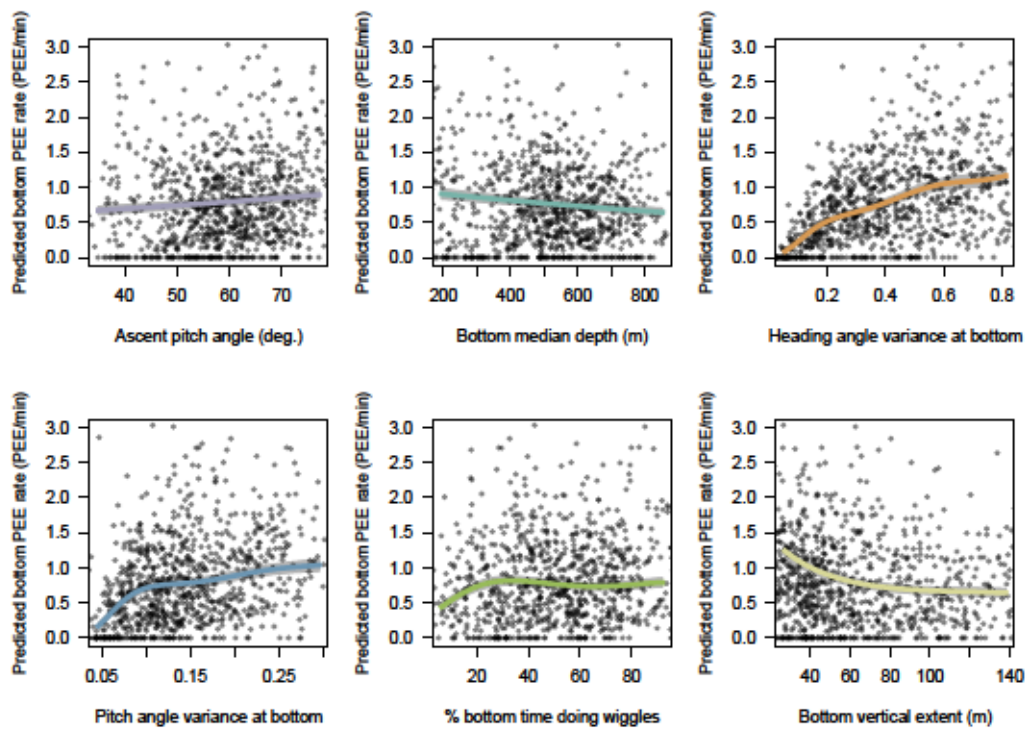 Predicted bottom PEE rate (PEE/min)
3.0
2.5
2.0
1.5
1.0
0.5
0.0
40 50 60 70
Ascent pitch angle (deg.)
Predicted bottom PEE rate (PEE/min)
3.0
2.5
2.0
1.5
1.0
0.5
0.0
200 400 600 800
Bottom median depth (m)
Predicted bottom PEE rate (PEE/min)
3.0
2.5
2.0
1.5
1.0
0.5
0.0
0.2 0.4 0.6 0.8
Heading angle variance at bottom
Predicted bottom PEE rate (PEE/min)
3.0
2.5
2.0
1.5
1.0
0.5
0.0
0.05 0.15 0.25
Pitch angle variance at bottom
Predicted bottom PEE rate (PEE/min)
3.0
2.5
2.0
1.5
1.0
0.5
0.0
20 40 60 80
% bottom time doing wiggles
Predicted bottom PEE rate (PEE/min)
3.0
2.5
2.0
1.5
1.0
0.5
0.0
40 60 80 100 140
Bottom vertical extent (m)